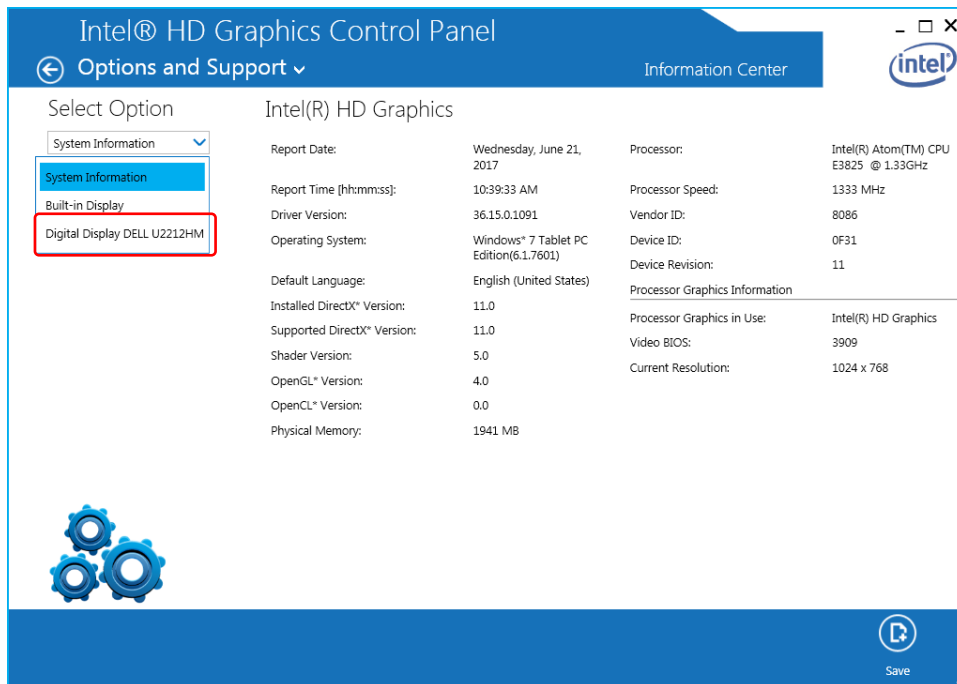 Intel® HD Graphics Control Panel
Options and Support
Information Center
intel
Select Option
System Information
System Information
Built-in Display
Digital Display DELL U2212HM
Intel(R) HD Graphics
Report Date: Wednesday, June 21,
2017
Report Time [hh:mm:ss]: 10:39:33 AM
Driver Version: 36.15.0.1091
Operating System: Windows* 7 Tablet PC
Edition(6.1.7601)
Default Language: English (United States)
Installed DirectX* Version: 11.0
Supported DirectX* Version: 11.0
Shader Version: 5.0
OpenGL* Version: 4.0
OpenCL* Version: 0.0
Physical Memory: 1941 MB
Processor: Intel(R) Atom(TM) CPU
E3825 @ 1.33GHz
Processor Speed: 1333 MHz
Vendor ID: 8086
Device ID: 0F31
Device Revision: 11
Processor Graphics Information
Processor Graphics in Use: Intel(R) HD Graphics
Video BIOS: 3909
Current Resolution: 1024 x 768
Save